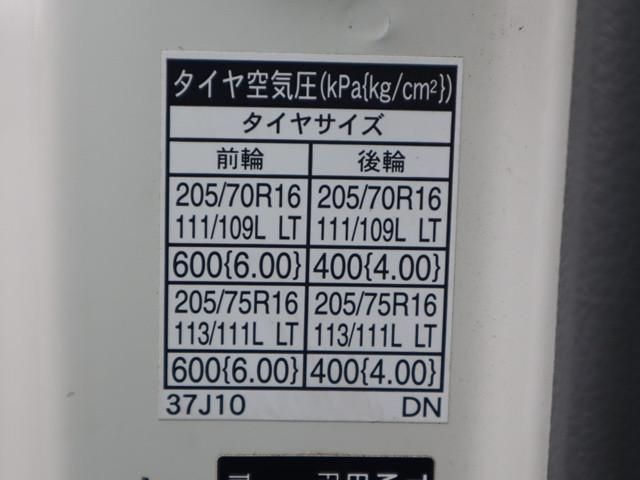 タイヤ空気圧(kPa{kg/cm²})
タイヤサイズ
前輪 後輪
205/70R16 205/70R16
111/109L LT 111/109L LT
600{6.00} 400{4.00}
205/75R16 205/75R16
113/111L LT 113/111L LT
600{6.00} 400{4.00}
37J10 DN